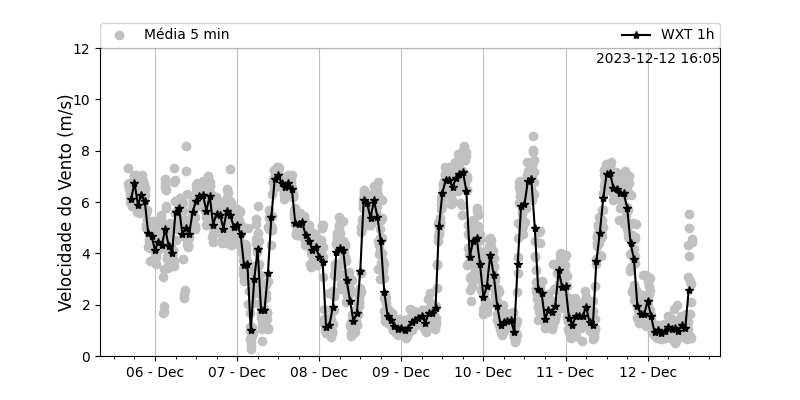 Média 5 min
WXT 1h
2023-12-12 16:05
Velocidade do Vento (m/s)
12
10
8
6
4
2
0
06 - Dec
07 - Dec
08 - Dec
09 - Dec
10 - Dec
11 - Dec
12 - Dec